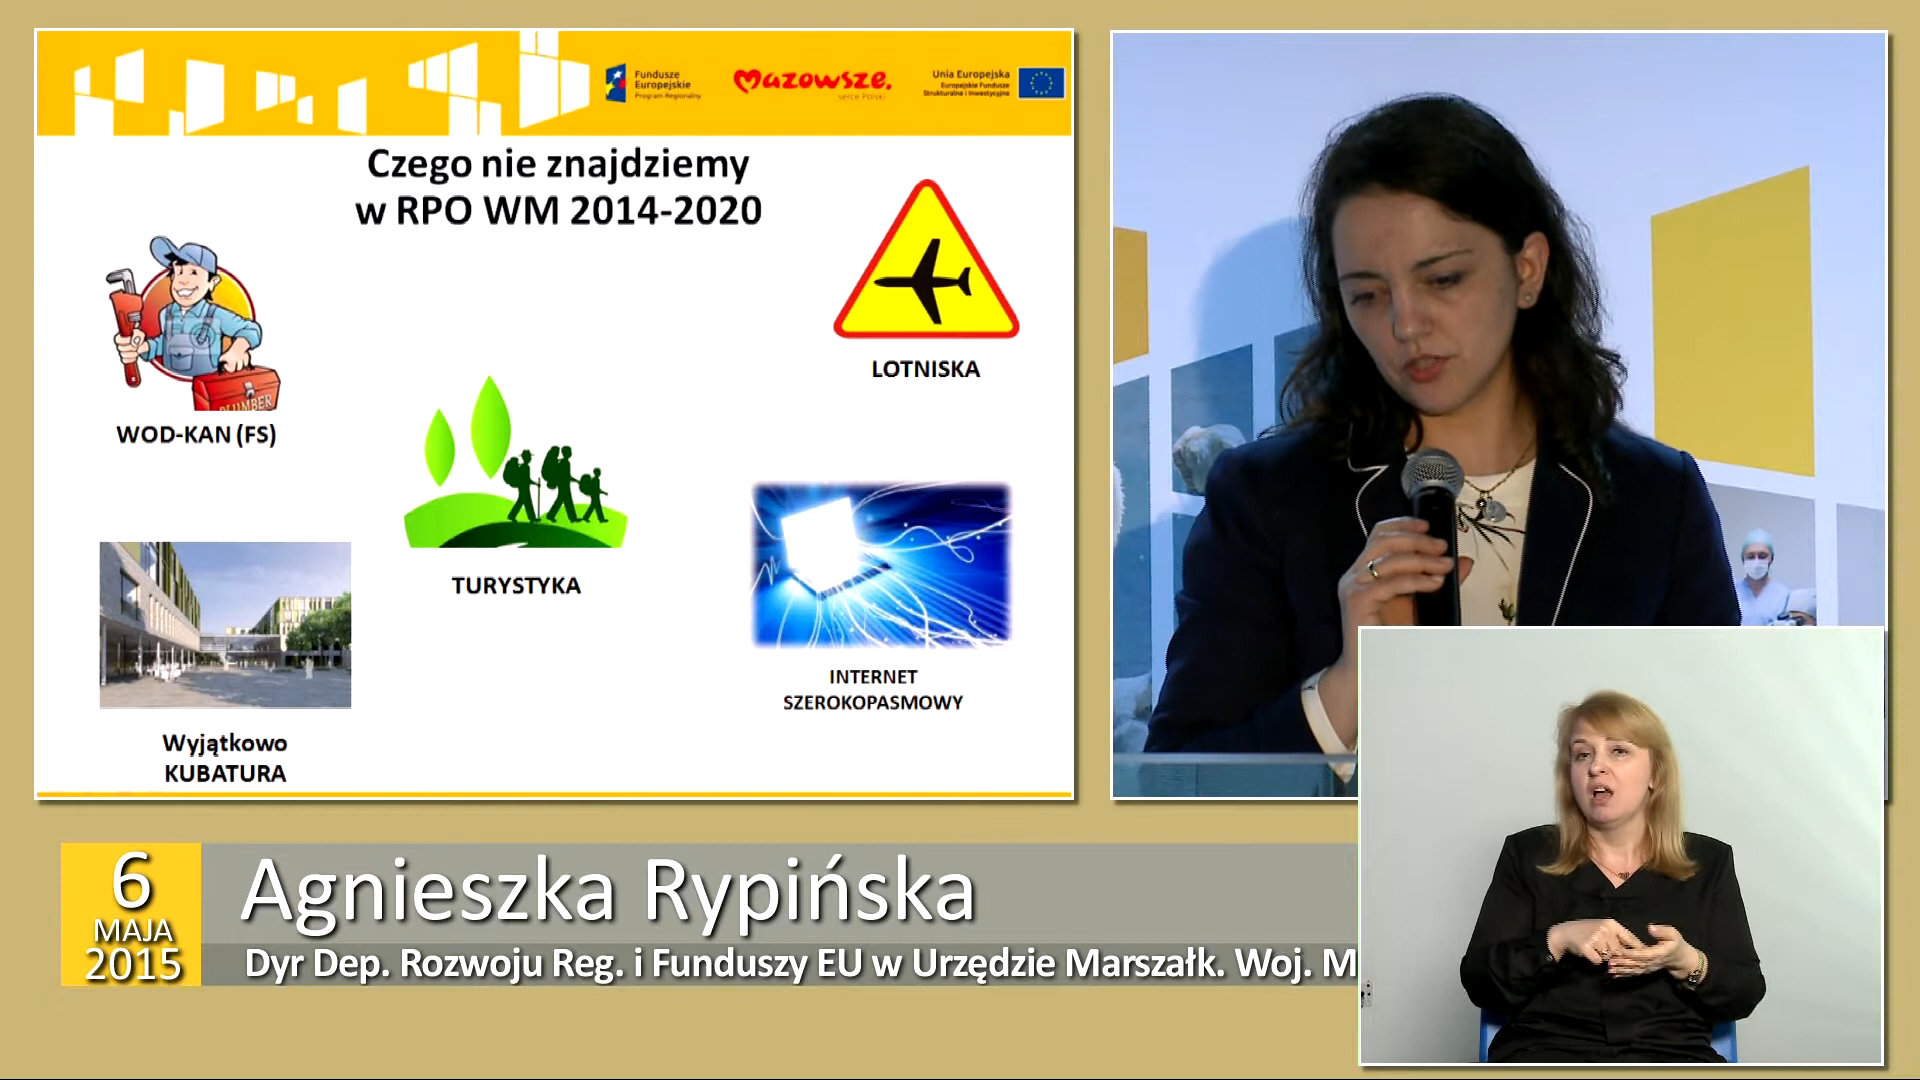 Fundusze
Europejskie
Program Regionalny
Mazowsze.
serce Polski
Unia Europejska
Europejskie Fundusze
Strukturalne i Inwestycyjne
Czego nie znajdziemy
w RPO WM 2014-2020
PLUMBER
WOD-KAN (FS)
LOTNISKA
TURYSTYKA
INTERNET
SZEROKOPASMOWY
Wyjątkowo
KUBATURA
6
MAJA
2015
Agnieszka Rypińska
Dyr Dep. Rozwoju Reg. i Funduszy EU w Urzędzie Marszałk. Woj. M